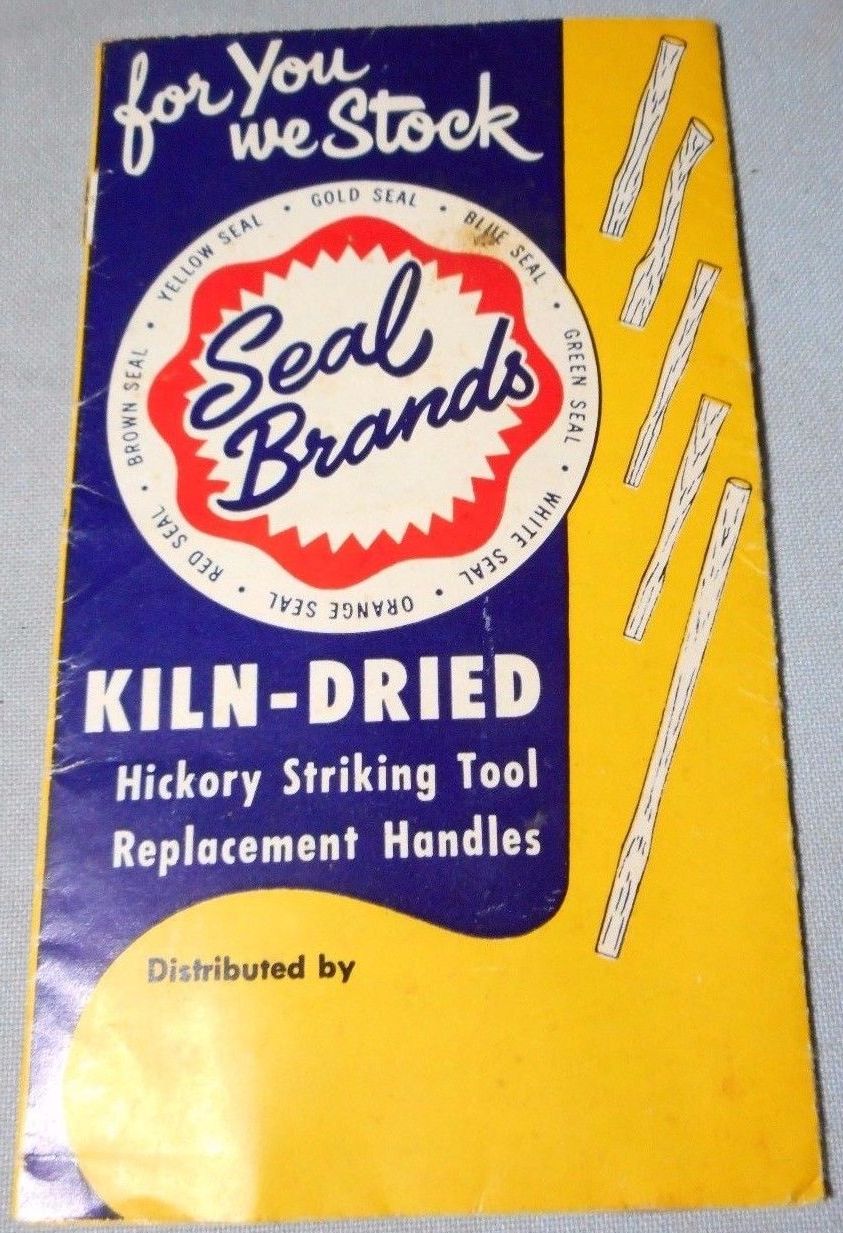 for You
we Stock
GOLD SEAL • BLUE SEAL • GREEN SEAL • WHITE SEAL • ORANGE SEAL • RED SEAL • BROWN SEAL • YELLOW SEAL •
Seal
Brands
KILN-DRIED
Hickory Striking Tool
Replacement Handles
Distributed by